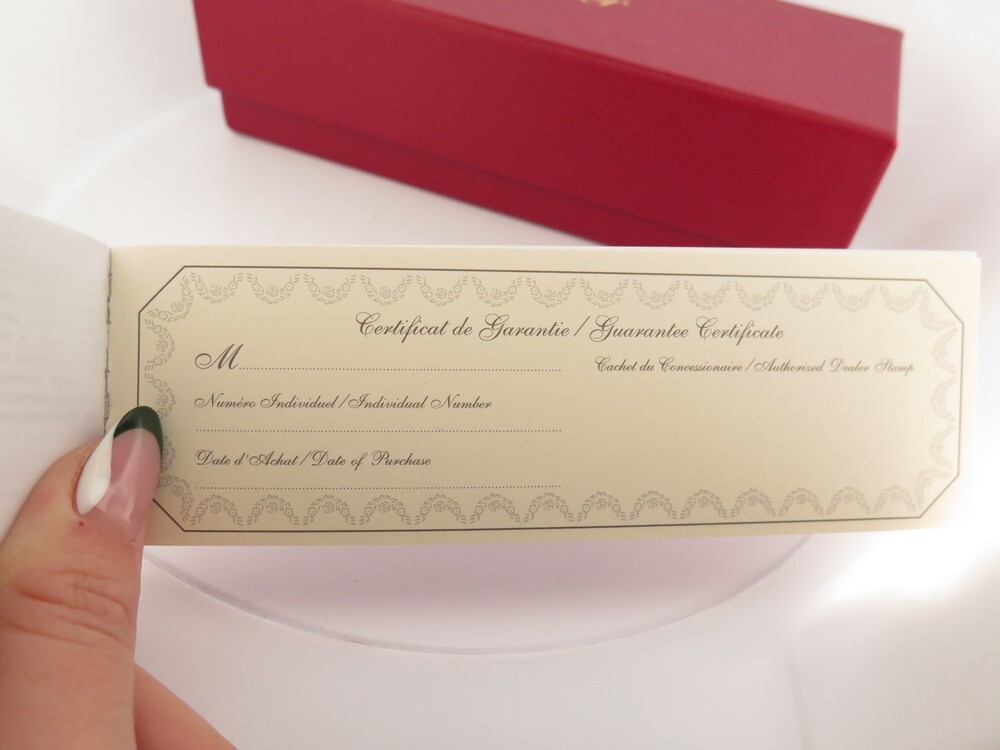 Certificat de Garantie / Guarantee Certificate
M
Cachet du Concessionaire / Authorized Dealer Stamp
Numéro Individuel / Individual Number
Date d'Achat / Date of Purchase